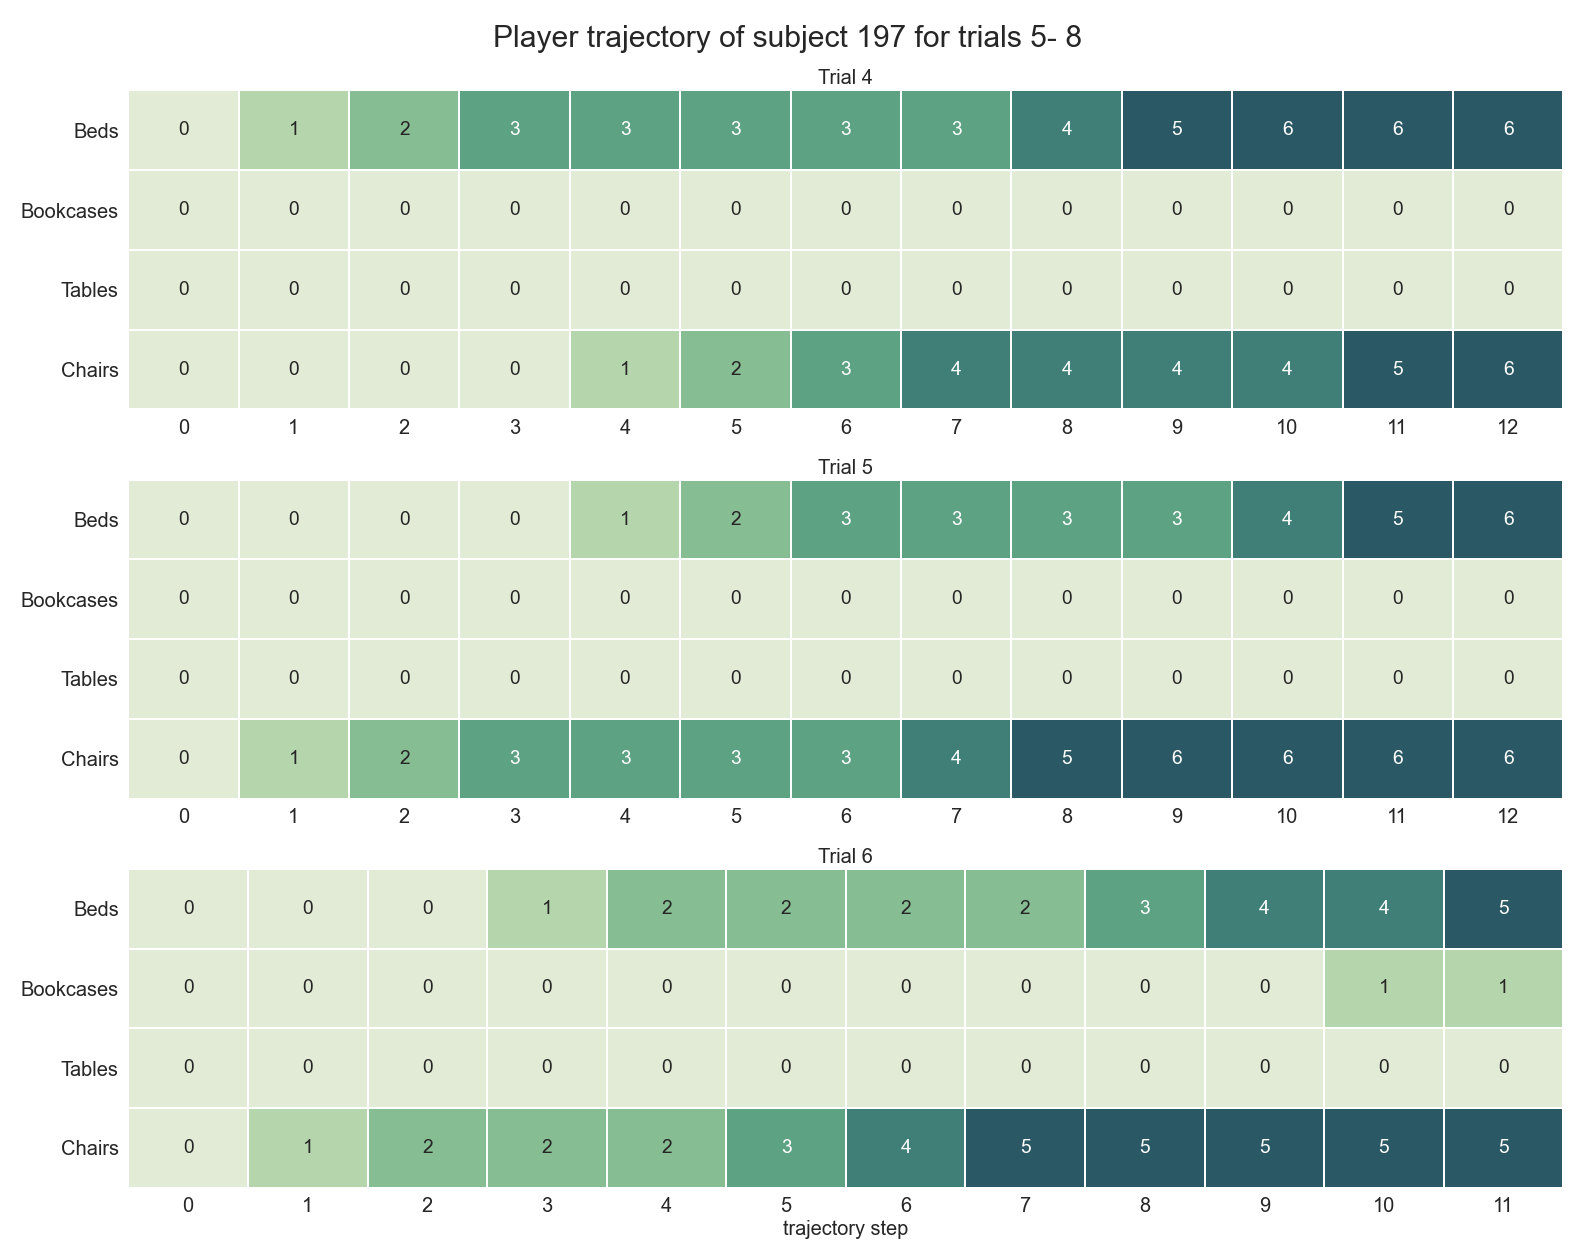 Player trajectory of subject 197 for trials 5- 8
Trial 4
Beds 0 1 2 3 3 3 3 3 4 5 6 6 6
Bookcases 0 0 0 0 0 0 0 0 0 0 0 0 0
Tables 0 0 0 0 0 0 0 0 0 0 0 0 0
Chairs 0 0 0 0 1 2 3 4 4 4 4 5 6
0 1 2 3 4 5 6 7 8 9 10 11 12
Trial 5
Beds 0 0 0 0 1 2 3 3 3 3 4 5 6
Bookcases 0 0 0 0 0 0 0 0 0 0 0 0 0
Tables 0 0 0 0 0 0 0 0 0 0 0 0 0
Chairs 0 1 2 3 3 3 3 4 5 6 6 6 6
0 1 2 3 4 5 6 7 8 9 10 11 12
Trial 6
Beds 0 0 0 1 2 2 2 2 3 4 4 5
Bookcases 0 0 0 0 0 0 0 0 0 0 1 1
Tables 0 0 0 0 0 0 0 0 0 0 0 0
Chairs 0 1 2 2 2 3 4 5 5 5 5 5
0 1 2 3 4 5 6 7 8 9 10 11
trajectory step